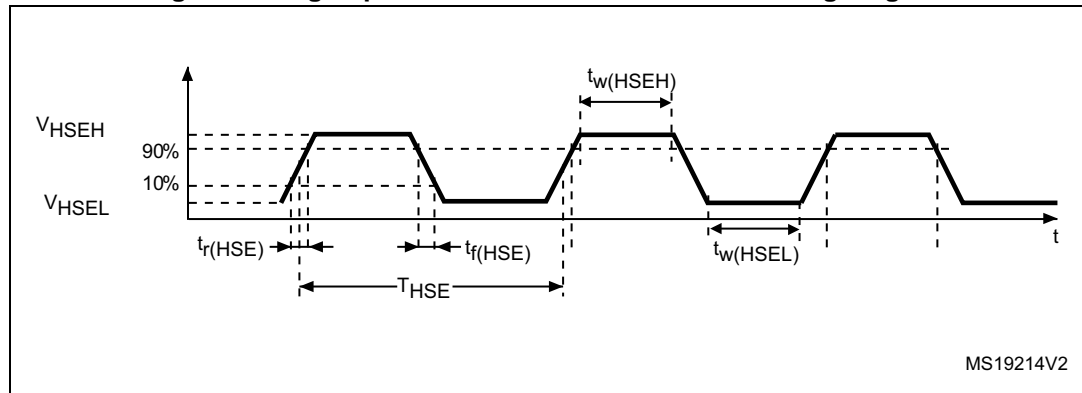 tw(HSEH)
VHSEH
90%
10%
VHSEL
tr(HSE)
tf(HSE)
tw(HSEL)
t
THSE
MS19214V2